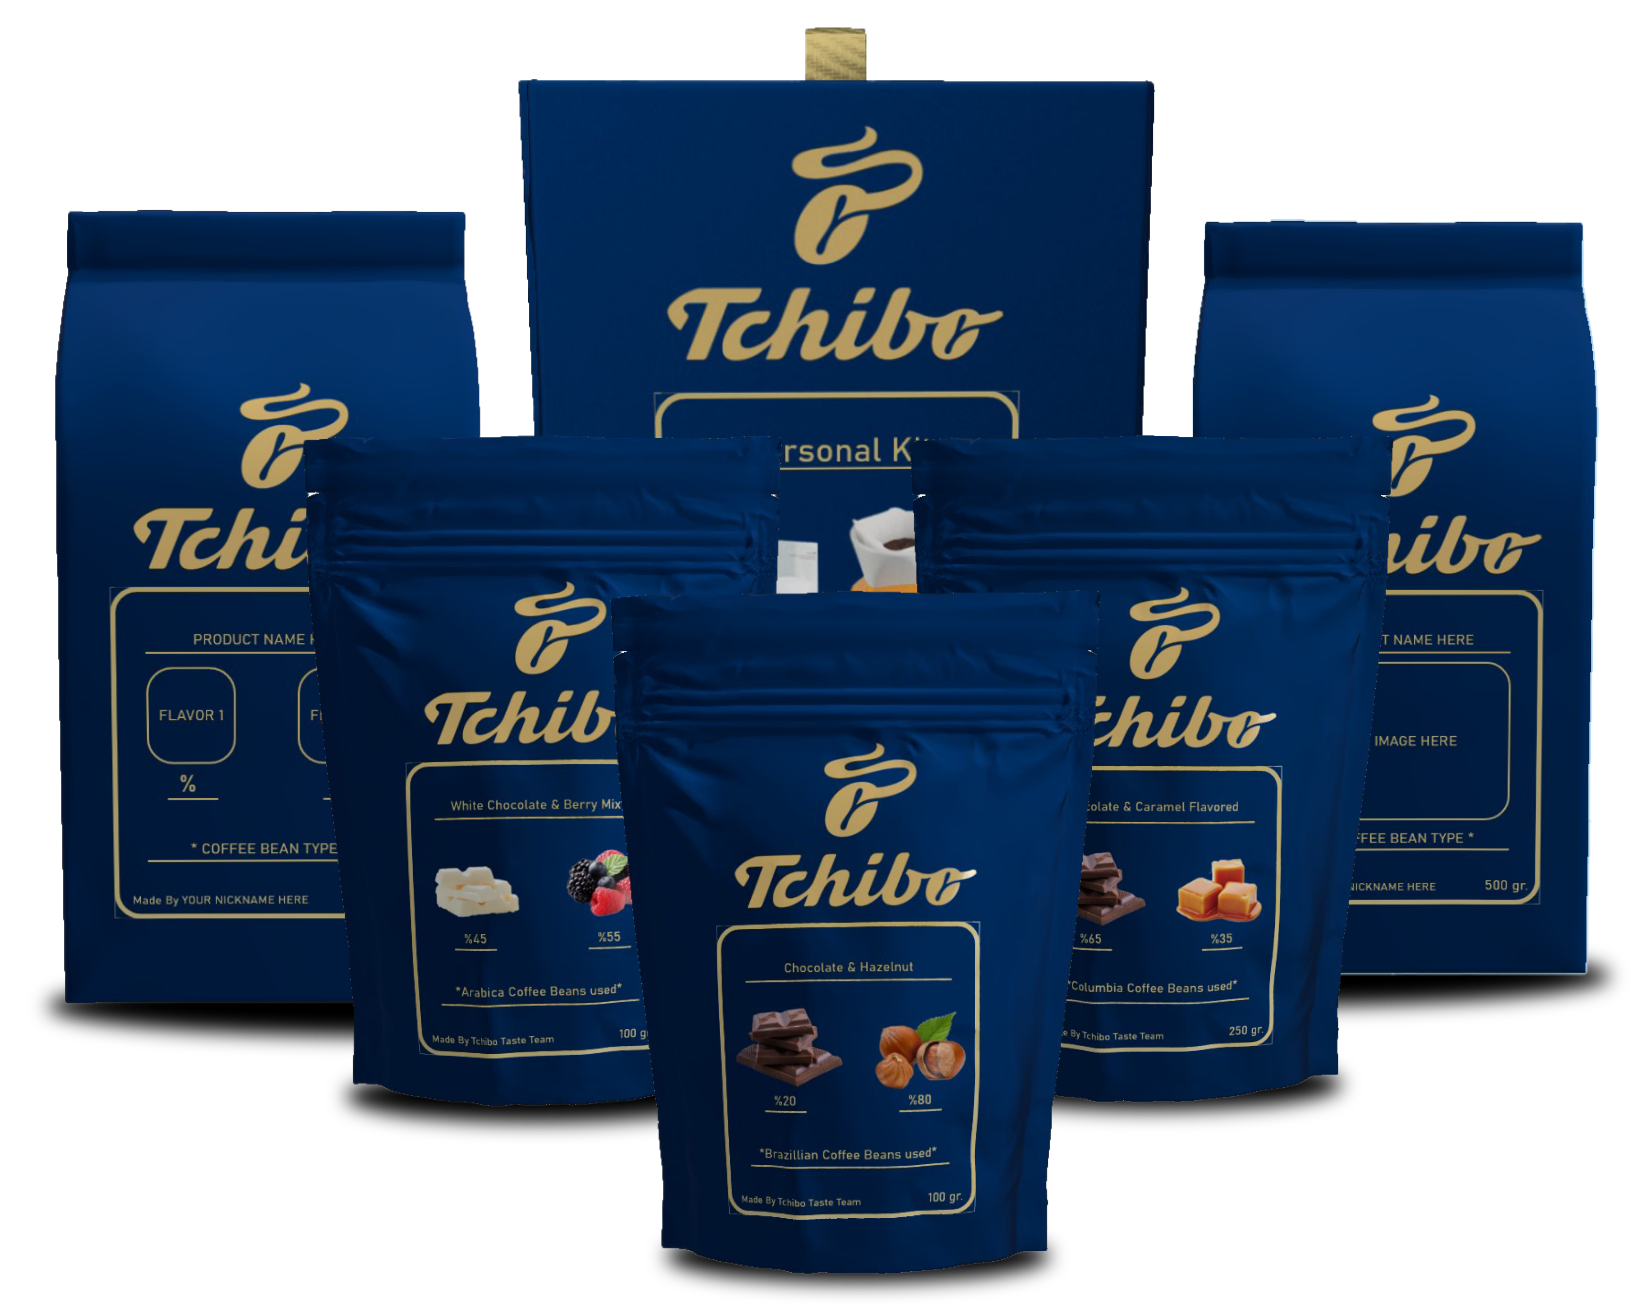 Tchibo
rsonal K
Tchi
PRODUCT NAME
FLAVOR 1
%
* COFFEE BEAN TYPE
Made By YOUR NICKNAME HERE
Tchib
White Chocolate & Berry Mix
%45
%55
*Arabica Coffee Beans used*
Made By Tchibo Taste Team
100 g
Tchibo
Chocolate & Hazelnut
%20
%80
*Brazillian Coffee Beans used*
Made By Tchibo Taste Team
100 gr.
chibo
olate & Caramel Flavored
%65
%35
*Columbia Coffee Beans used*
By Tchibo Taste Team
250 gr.
ibo
T NAME HERE
IMAGE HERE
FEE BEAN TYPE *
NICKNAME HERE
500 gr.